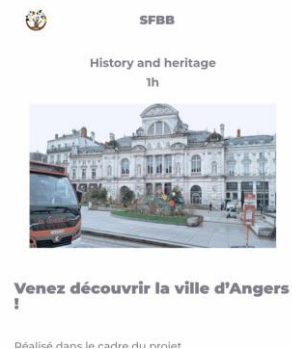 SFBB
History and heritage
1h
Venez découvrir la ville d’Angers
!
Réalisé dans le cadre du projet